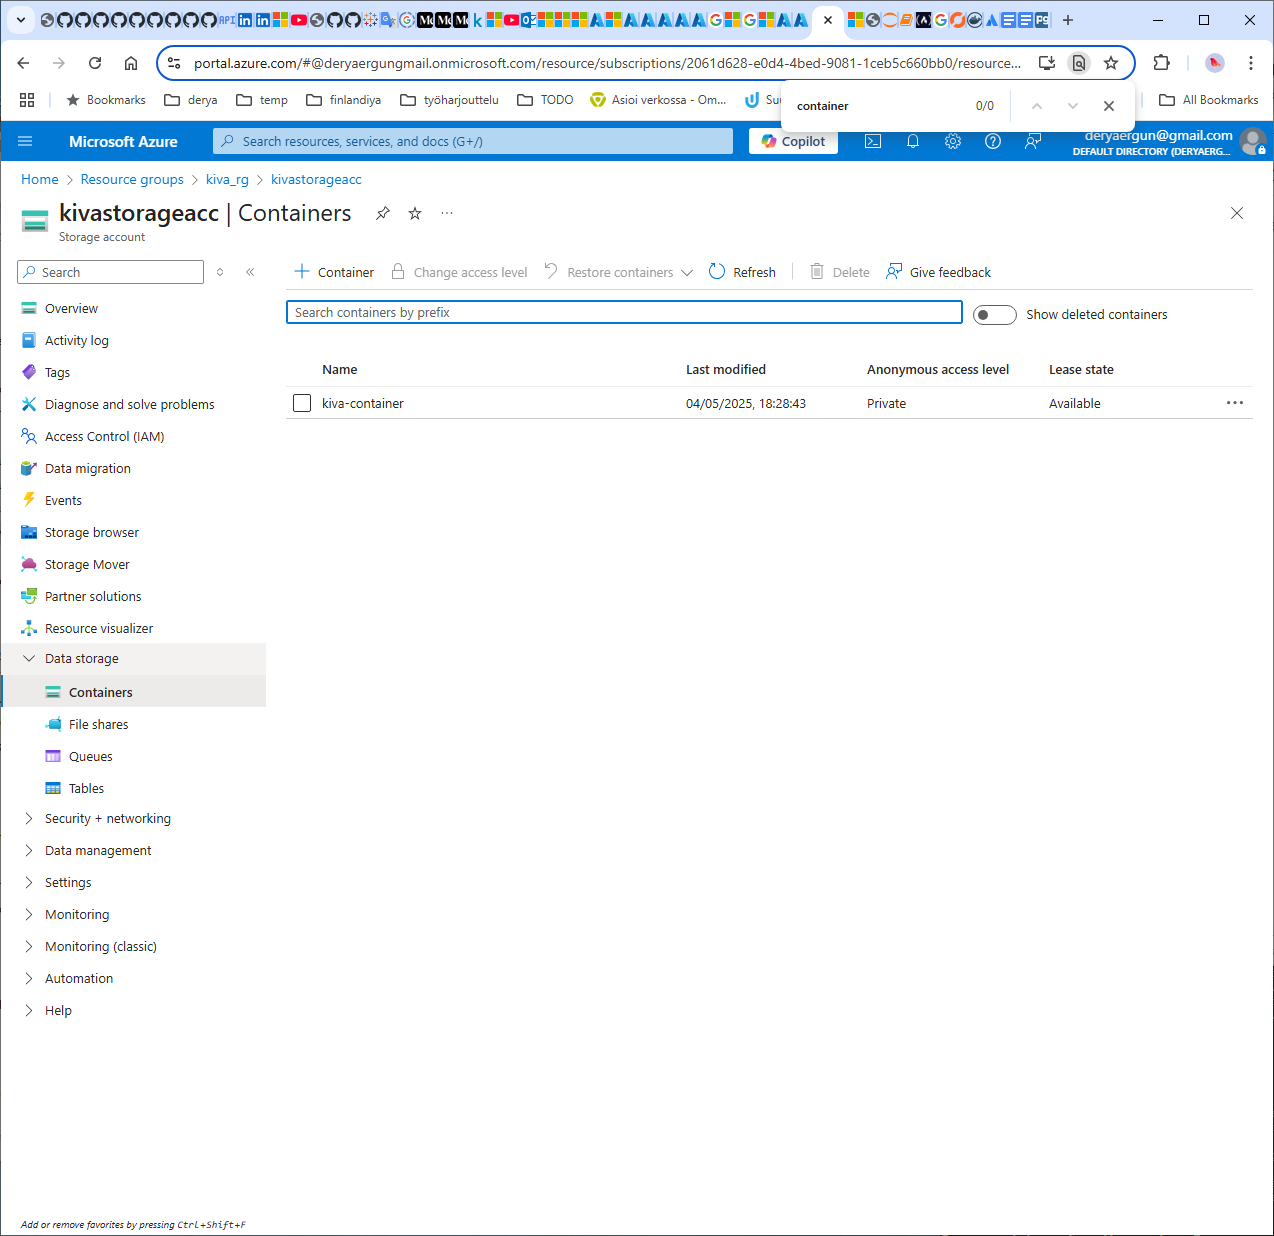 portal.azure.com/#@deryaergungmail.onmicrosoft.com/resource/subscriptions/2061d628-e0d4-4bed-9081-1ceb5c660bb0/resource...
Bookmarks derya temp finlandiya työharjouttelu TODO Asioi verkossa - Om... All Bookmarks
container 0/0
Microsoft Azure
Search resources, services, and docs (G+/)
Copilot
deryaergun@gmail.com
DEFAULT DIRECTORY (DERYAERG...
Home > Resource groups > kiva_rg > kivastorageacc
kivastorageacc | Containers
Storage account
Search
Container Change access level Restore containers Refresh Delete Give feedback
Search containers by prefix
Show deleted containers
Name Last modified Anonymous access level Lease state
kiva-container 04/05/2025, 18:28:43 Private Available
Overview
Activity log
Tags
Diagnose and solve problems
Access Control (IAM)
Data migration
Events
Storage browser
Storage Mover
Partner solutions
Resource visualizer
Data storage
Containers
File shares
Queues
Tables
Security + networking
Data management
Settings
Monitoring
Monitoring (classic)
Automation
Help
Add or remove favorites by pressing Ctrl+Shift+F